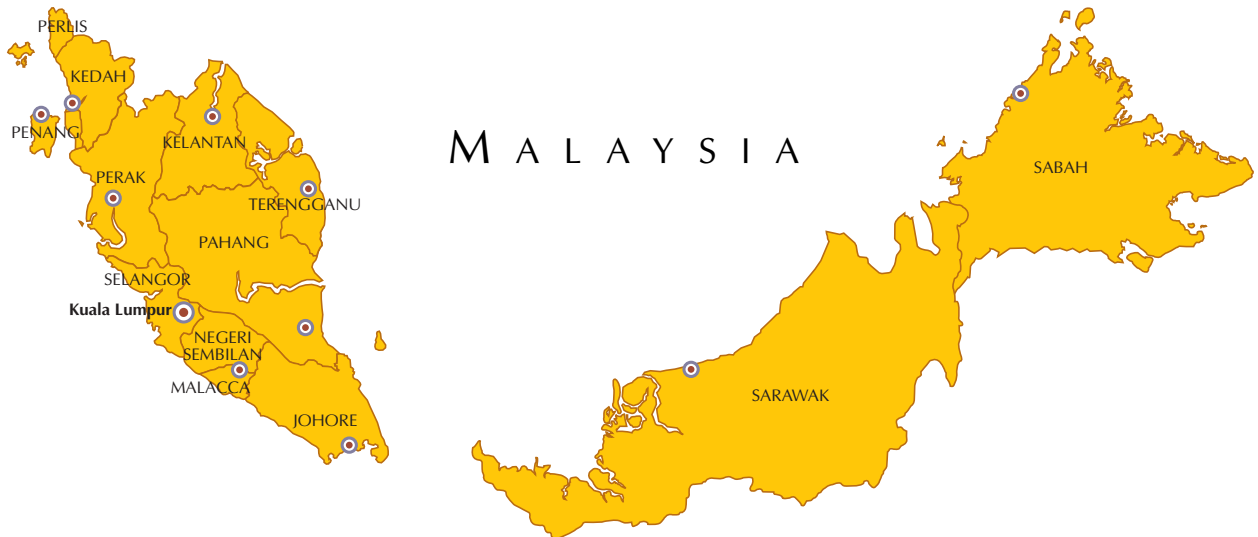 PERLIS
KEDAH
PENANG
KELANTAN
PERAK
TERENGGANU
PAHANG
SELANGOR
Kuala Lumpur
NEGERI
SEMBILAN
MALACCA
JOHORE
MALAYSIA
SABAH
SARAWAK